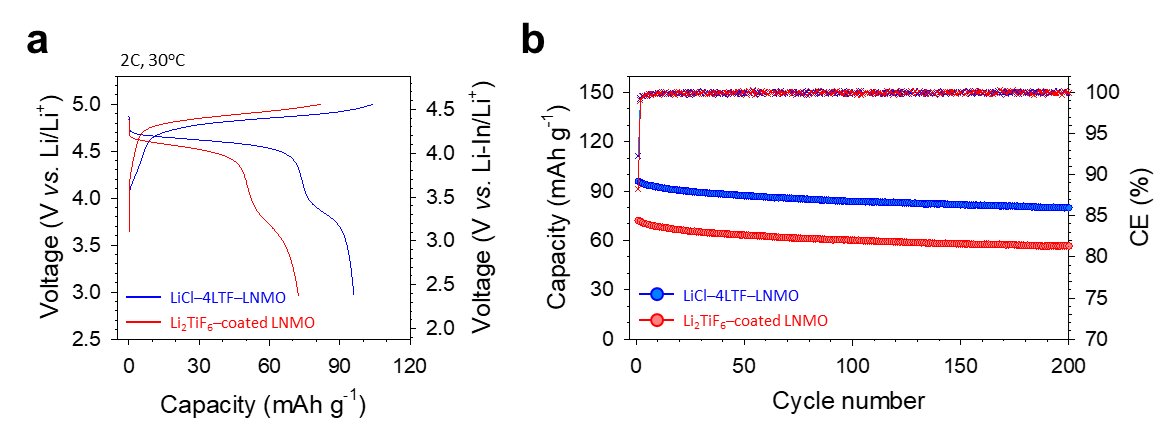 a
2C, 30°C
Voltage (V vs. Li/Li⁺)
5.0
4.5
4.0
3.5
3.0
2.5
LiCl–4LTF–LNMO
Li₂TiF₆–coated LNMO
4.5
4.0
3.5
3.0
2.5
2.0
Voltage (V vs. Li-In/Li⁺)
0 30 60 90 120
Capacity (mAh g⁻¹)
b
Capacity (mAh g⁻¹)
150
120
90
60
30
0
LiCl–4LTF–LNMO
Li₂TiF₆–coated LNMO
100
95
90
85
80
75
70
CE (%)
0 50 100 150 200
Cycle number